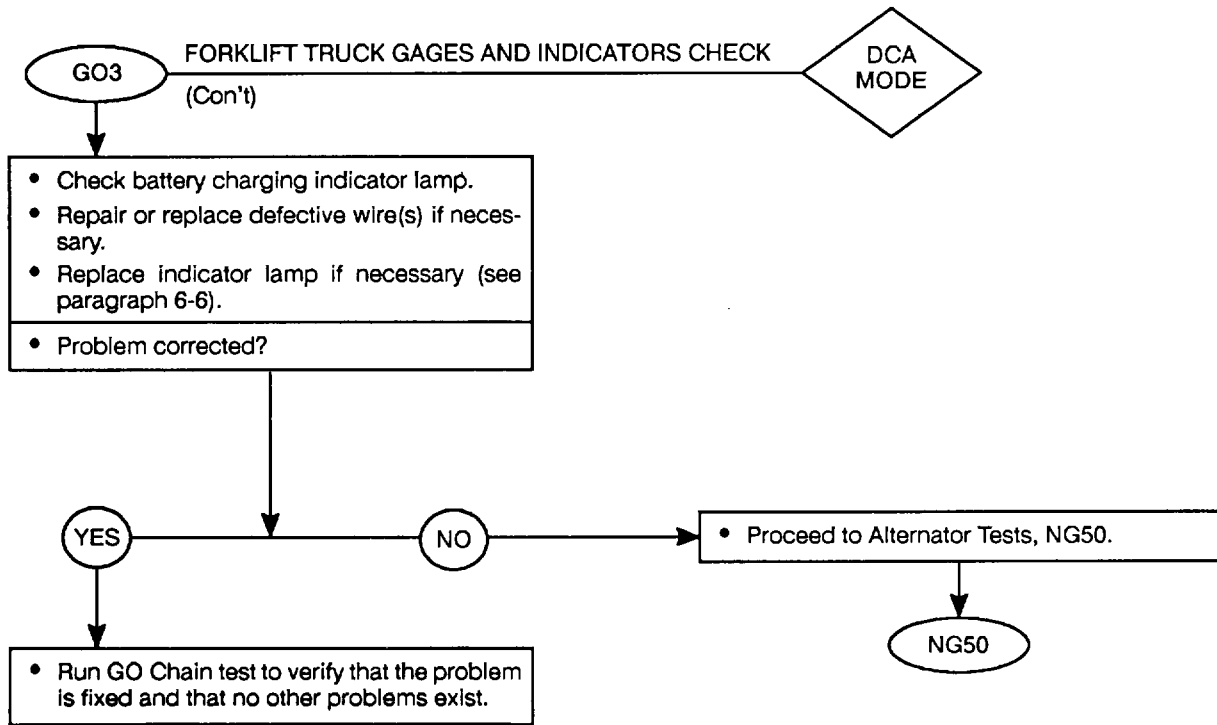 GO3
FORKLIFT TRUCK GAGES AND INDICATORS CHECK
(Con't)
DCA
MODE
• Check battery charging indicator lamp.
• Repair or replace defective wire(s) if neces-
sary.
• Replace indicator lamp if necessary (see
paragraph 6-6).
• Problem corrected?
YES
NO
• Proceed to Alternator Tests, NG50.
NG50
• Run GO Chain test to verify that the problem
is fixed and that no other problems exist.